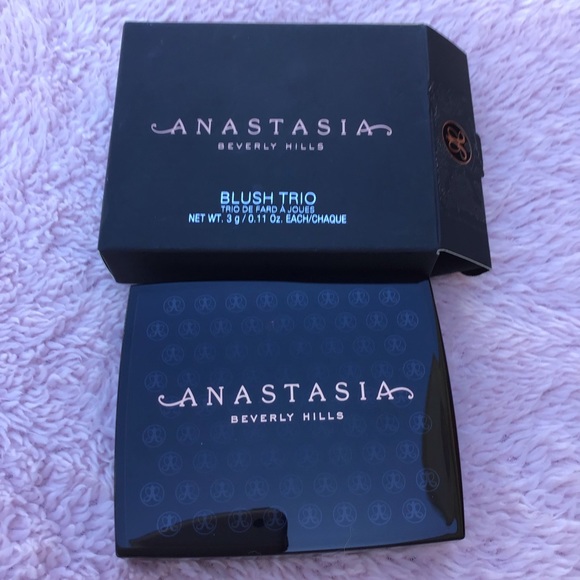 ANASTASIA
BEVERLY HILLS
BLUSH TRIO
TRIO DE FARD À JOUES
NET WT. 3 g / 0.11 Oz. EACH/CHAQUE
ANASTASIA
BEVERLY HILLS